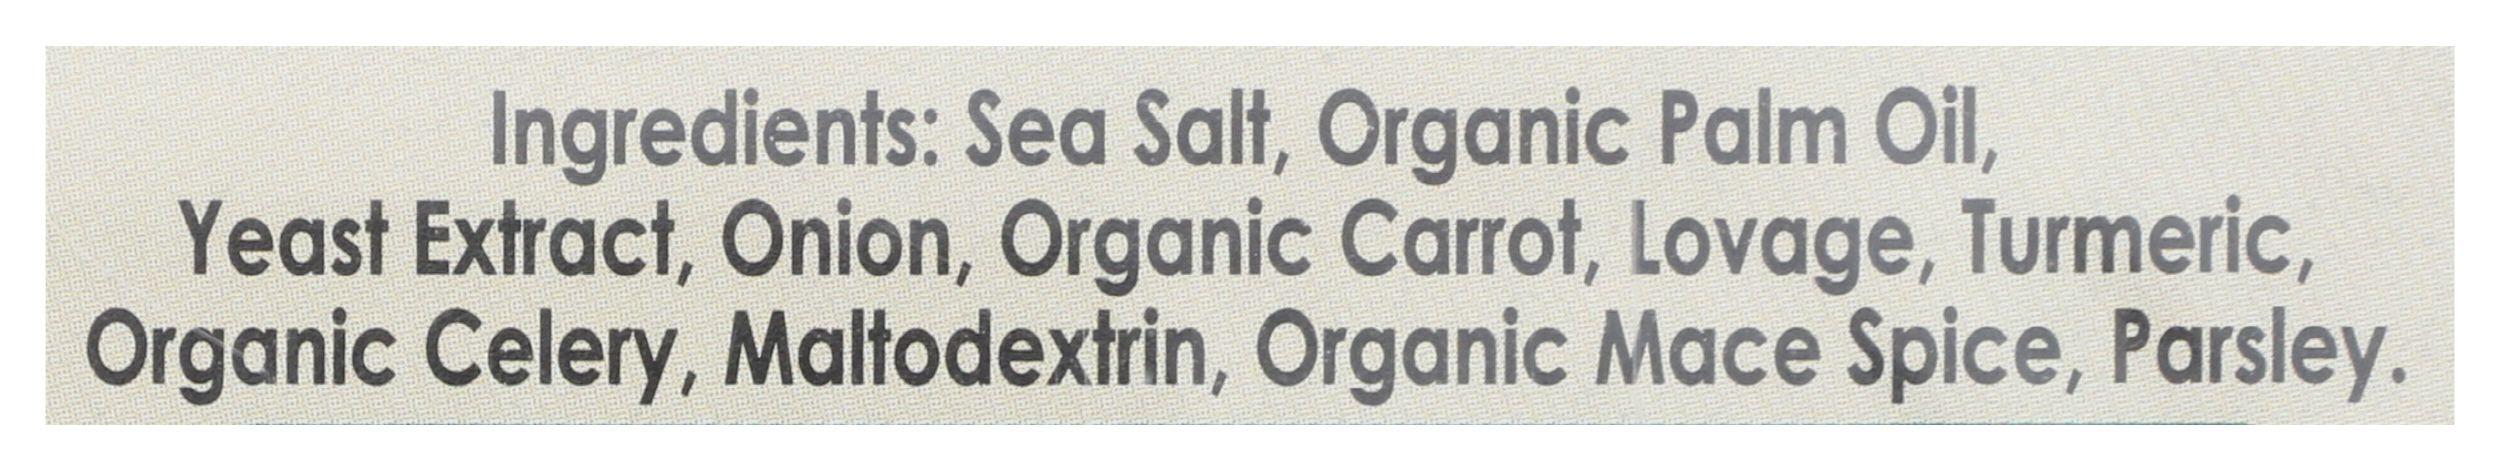 Ingredients: Sea Salt, Organic Palm Oil,
Yeast Extract, Onion, Organic Carrot, Lovage, Turmeric,
Organic Celery, Maltodextrin, Organic Mace Spice, Parsley.